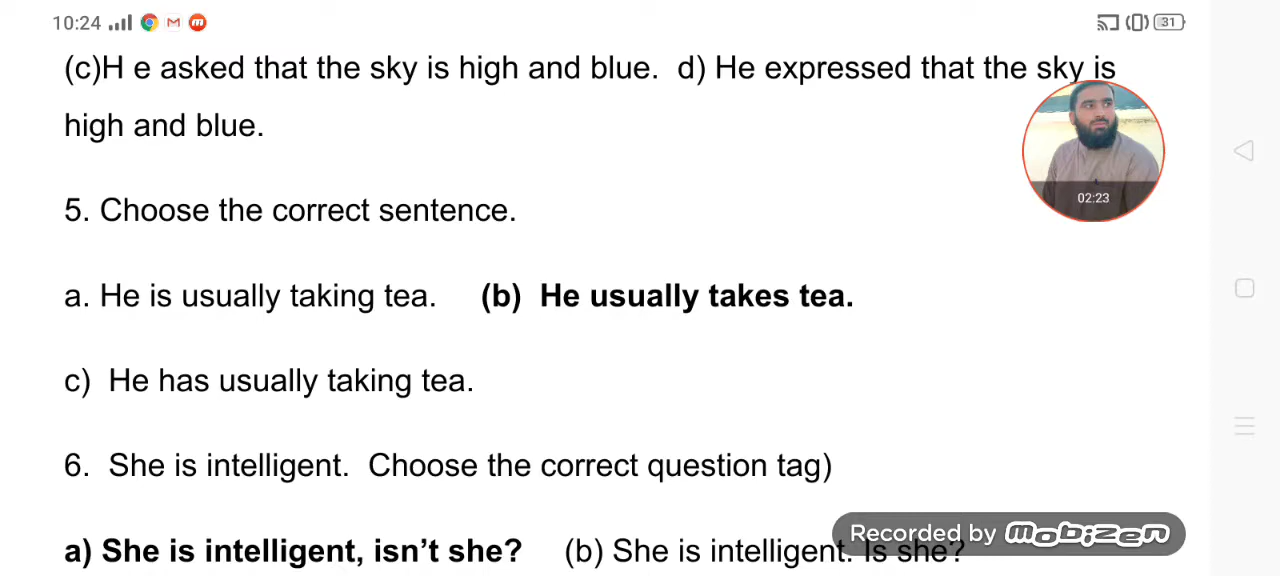 10:24 31
(c)H e asked that the sky is high and blue.  d) He expressed that the sky is
high and blue.
02:23
5. Choose the correct sentence.
a. He is usually taking tea.     (b)  He usually takes tea.
c)  He has usually taking tea.
6.  She is intelligent.  Choose the correct question tag)
Recorded by mobizen
a) She is intelligent, isn’t she?     (b) She is intelligent. Is she?